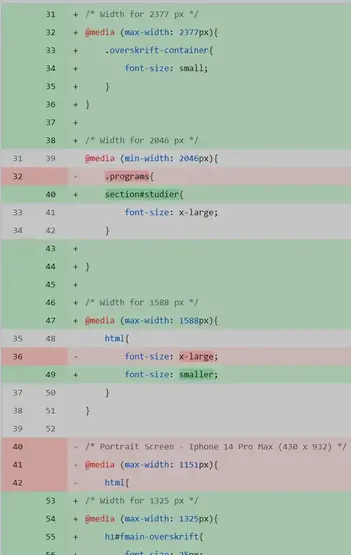 31 + /* Width for 2377 px */
32 + @media (max-width: 2377px){
33 + .overskrift-container{
34 + font-size: small;
35 + }
36 + }
37 +
38 + /* Width for 2046 px */
31 39 @media (min-width: 2046px){
32 - .programs{
40 + section#studier{
33 41 font-size: x-large;
34 42 }
43 +
44 + }
45 +
46 + /* Width for 1588 px */
47 + @media (max-width: 1588px){
35 48 html{
36 - font-size: x-large;
49 + font-size: smaller;
37 50 }
38 51 }
39 52
40 - /* Portrait Screen - Iphone 14 Pro Max (430 x 932) */
41 - @media (max-width: 1151px){
42 - html{
53 + /* Width for 1325 px */
54 + @media (max-width: 1325px){
55 + h1#fmain-overskrift{
56 + font-size: 25px;